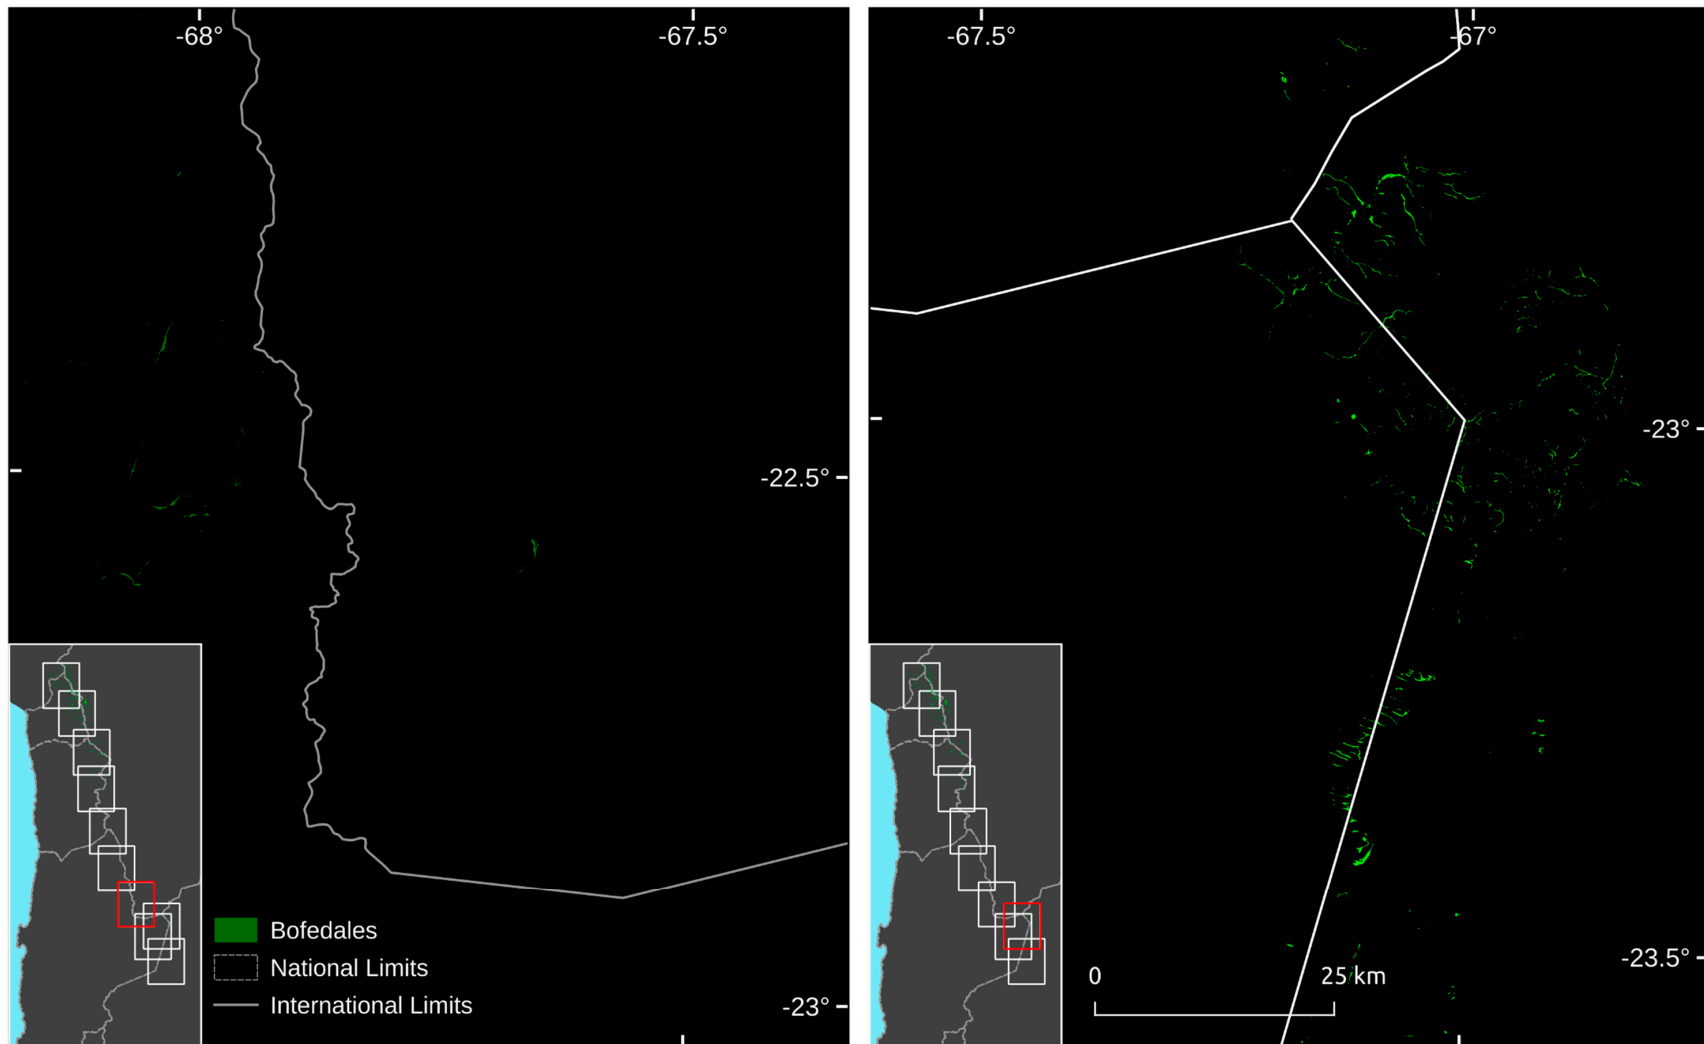 -68°
-67.5°
-22.5°
Bofedales
National Limits
International Limits
-23°
-67.5°
-67°
-23°
-23.5°
0
25 km